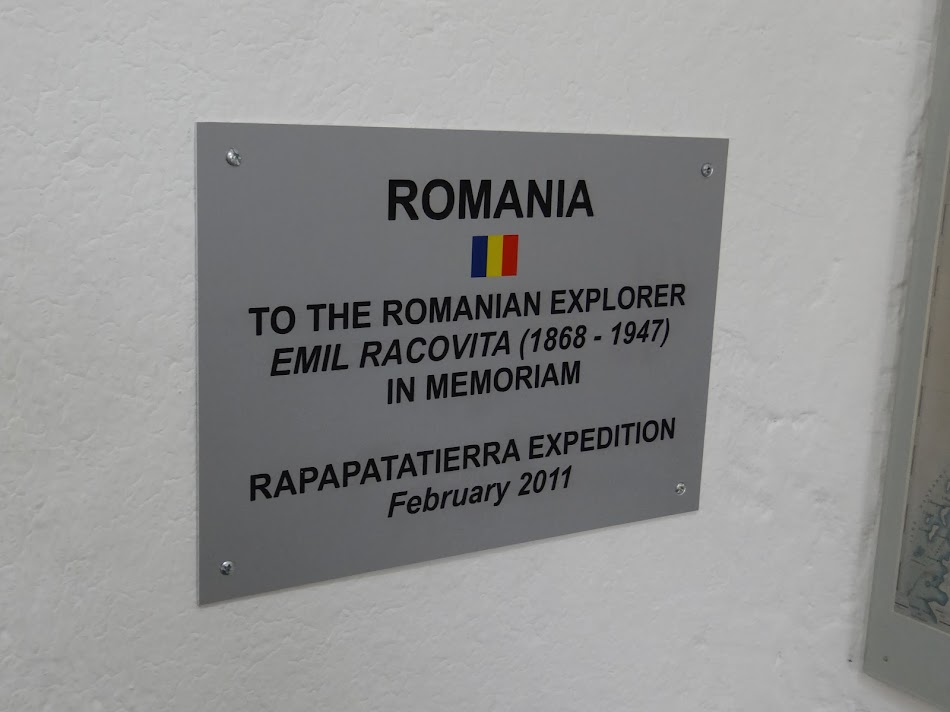 ROMANIA
TO THE ROMANIAN EXPLORER
EMIL RACOVITA (1868 - 1947)
IN MEMORIAM
RAPAPATATIERRA EXPEDITION
February 2011